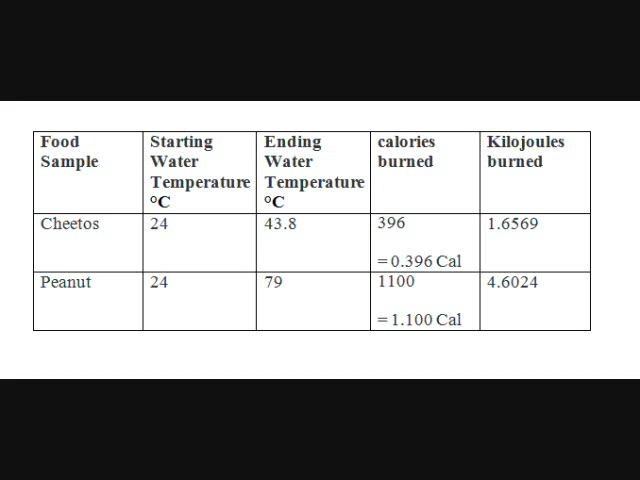 Food Sample | Starting Water Temperature °C | Ending Water Temperature °C | calories burned | Kilojoules burned
Cheetos | 24 | 43.8 | 396 = 0.396 Cal | 1.6569
Peanut | 24 | 79 | 1100 = 1.100 Cal | 4.6024